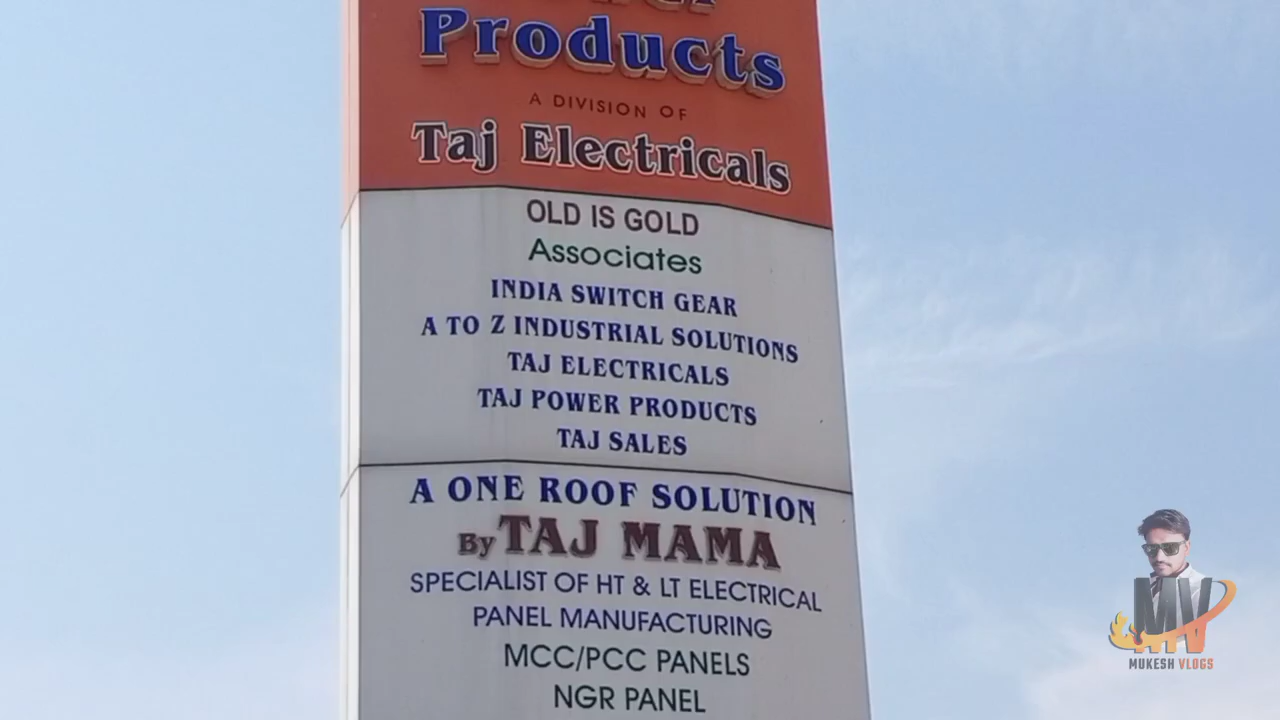 Products
A DIVISION OF
Taj Electricals
OLD IS GOLD
Associates
INDIA SWITCH GEAR
A TO Z INDUSTRIAL SOLUTIONS
TAJ ELECTRICALS
TAJ POWER PRODUCTS
TAJ SALES
A ONE ROOF SOLUTION
By TAJ MAMA
SPECIALIST OF HT & LT ELECTRICAL
PANEL MANUFACTURING
MCC/PCC PANELS
NGR PANEL
MV
MUKESH VLOGS